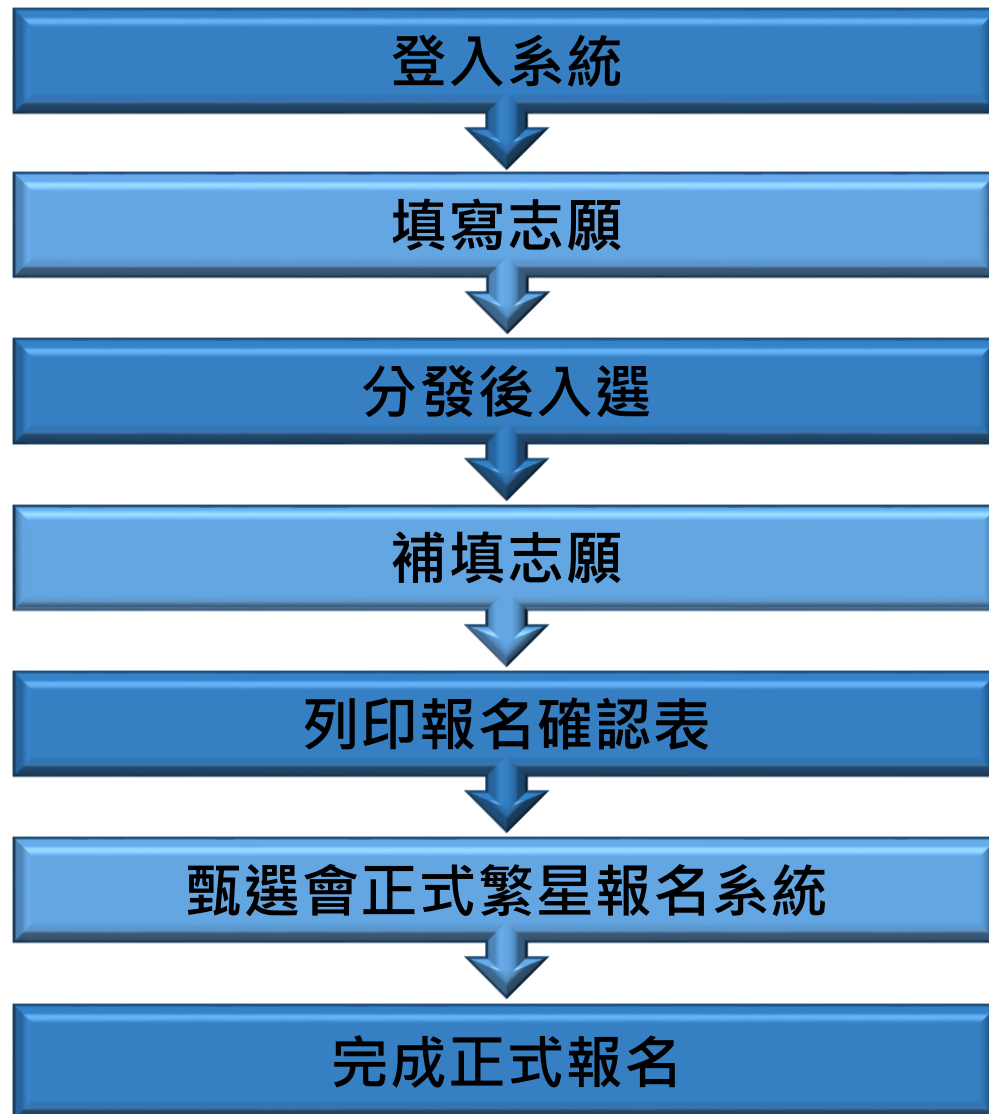 登入系統
填寫志願
分發後入選
補填志願
列印報名確認表
甄選會正式繁星報名系統
完成正式報名